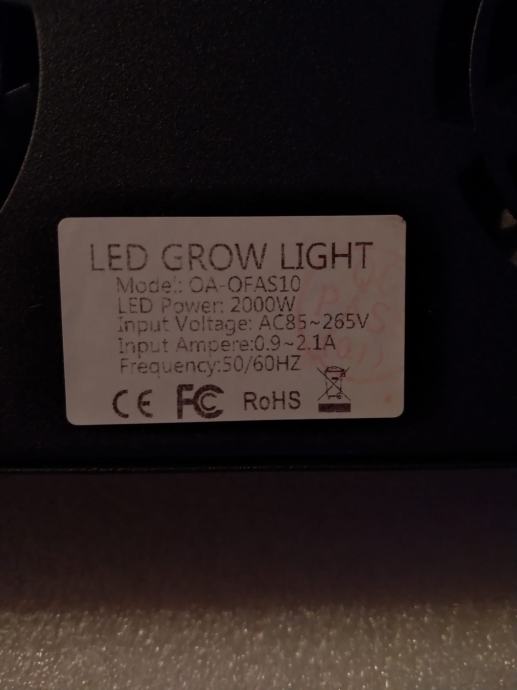 LED GROW LIGHT
Model: OA-OFAS10
LED Power: 2000W
Input Voltage: AC85~265V
Input Ampere:0.9~2.1A
Frequency:50/60HZ
CE FC RoHS